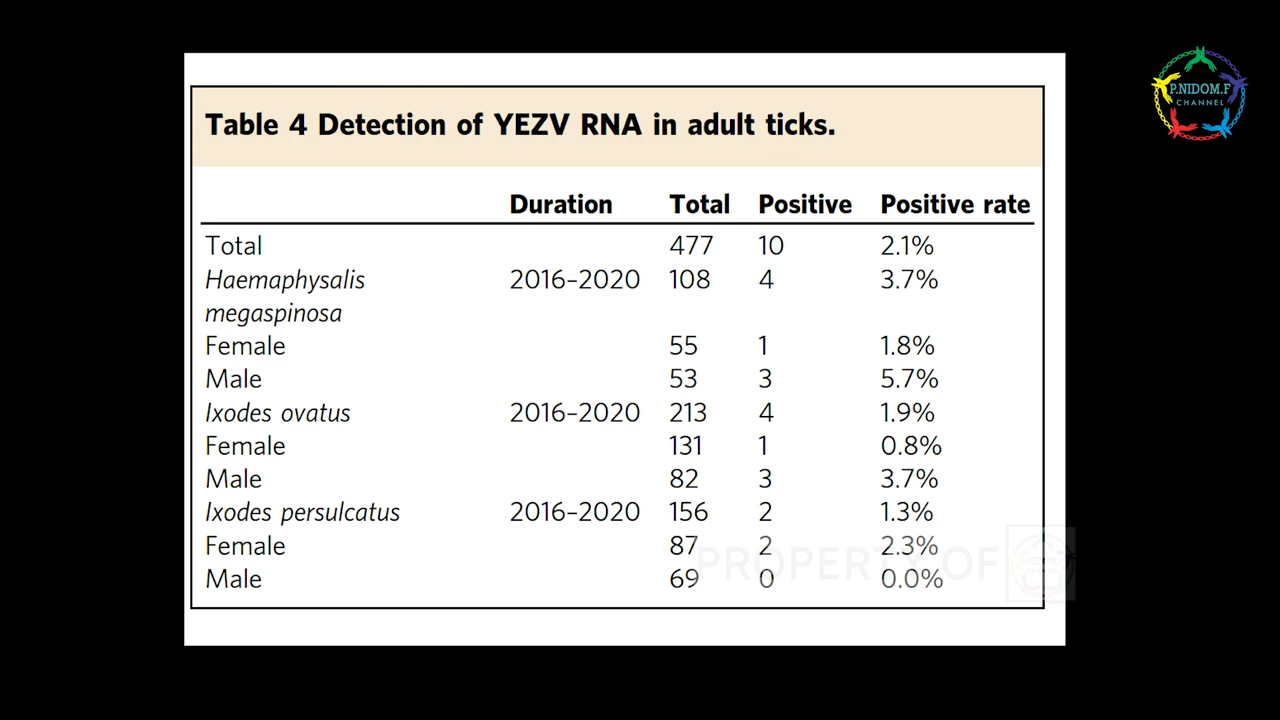 P.NIDOM.F
CHANNEL
Table 4 Detection of YEZV RNA in adult ticks.
Duration Total Positive Positive rate
Total 477 10 2.1%
Haemaphysalis 2016–2020 108 4 3.7%
megaspinosa
Female 55 1 1.8%
Male 53 3 5.7%
Ixodes ovatus 2016–2020 213 4 1.9%
Female 131 1 0.8%
Male 82 3 3.7%
Ixodes persulcatus 2016–2020 156 2 1.3%
Female 87 2 2.3%
Male 69 0 0.0%
PROPERTY OF